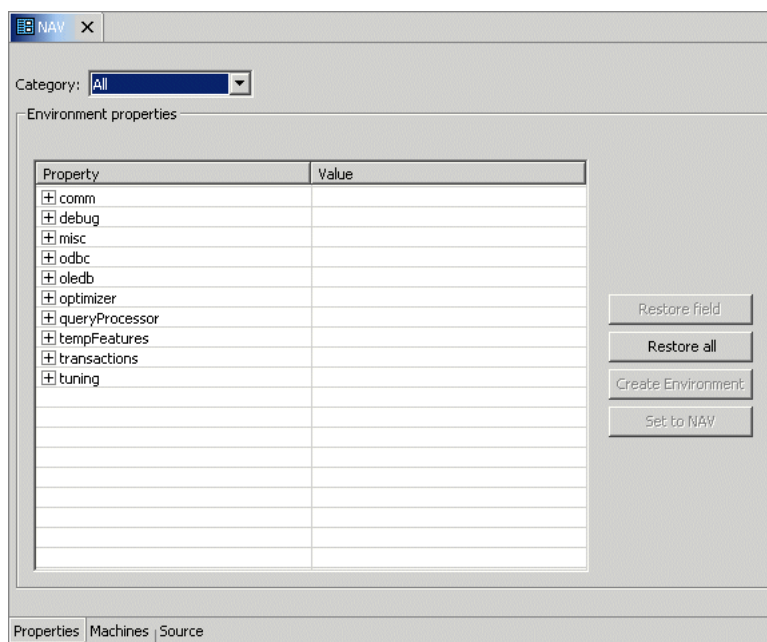 NAV
Category: All
Environment properties
Property Value
comm
debug
misc
odbc
oledb
optimizer
queryProcessor
tempFeatures
transactions
tuning
Restore field
Restore all
Create Environment
Set to NAV
Properties Machines Source